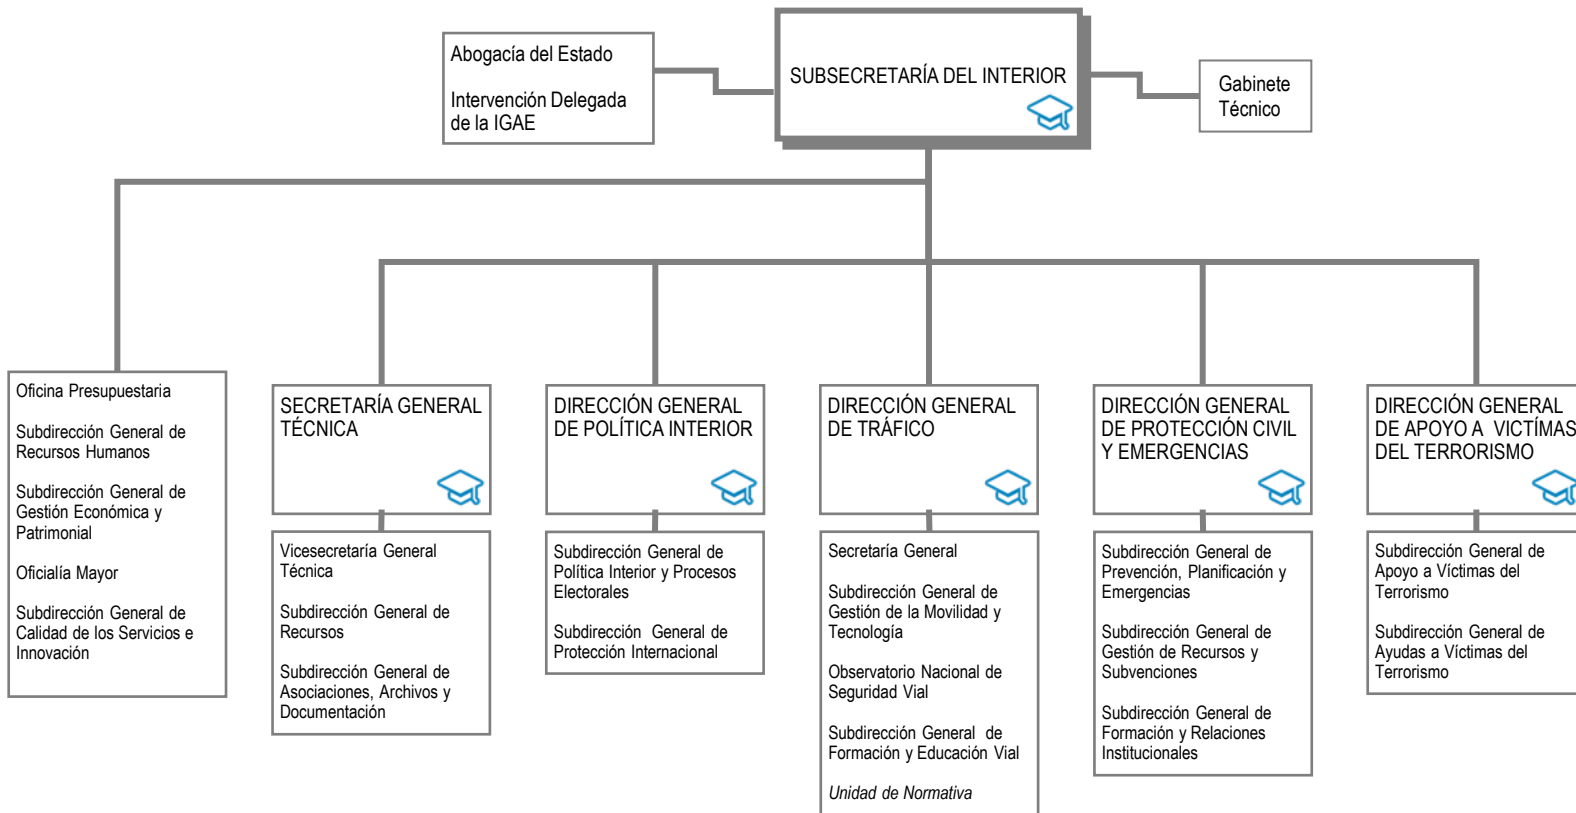 Abogacía del Estado
Intervención Delegada
de la IGAE
SUBSECRETARÍA DEL INTERIOR
Gabinete
Técnico
Oficina Presupuestaria
Subdirección General de
Recursos Humanos
Subdirección General de
Gestión Económica y
Patrimonial
Oficialía Mayor
Subdirección General de
Calidad de los Servicios e
Innovación
SECRETARÍA GENERAL
TÉCNICA
Vicesecretaría General
Técnica
Subdirección General de
Recursos
Subdirección General de
Asociaciones, Archivos y
Documentación
DIRECCIÓN GENERAL
DE POLÍTICA INTERIOR
Subdirección General de
Política Interior y Procesos
Electorales
Subdirección General de
Protección Internacional
DIRECCIÓN GENERAL
DE TRÁFICO
Secretaría General
Subdirección General de
Gestión de la Movilidad y
Tecnología
Observatorio Nacional de
Seguridad Vial
Subdirección General de
Formación y Educación Vial
Unidad de Normativa
DIRECCIÓN GENERAL
DE PROTECCIÓN CIVIL
Y EMERGENCIAS
Subdirección General de
Prevención, Planificación y
Emergencias
Subdirección General de
Gestión de Recursos y
Subvenciones
Subdirección General de
Formación y Relaciones
Institucionales
DIRECCIÓN GENERAL
DE APOYO A VICTÍMAS
DEL TERRORISMO
Subdirección General de
Apoyo a Víctimas del
Terrorismo
Subdirección General de
Ayudas a Víctimas del
Terrorismo